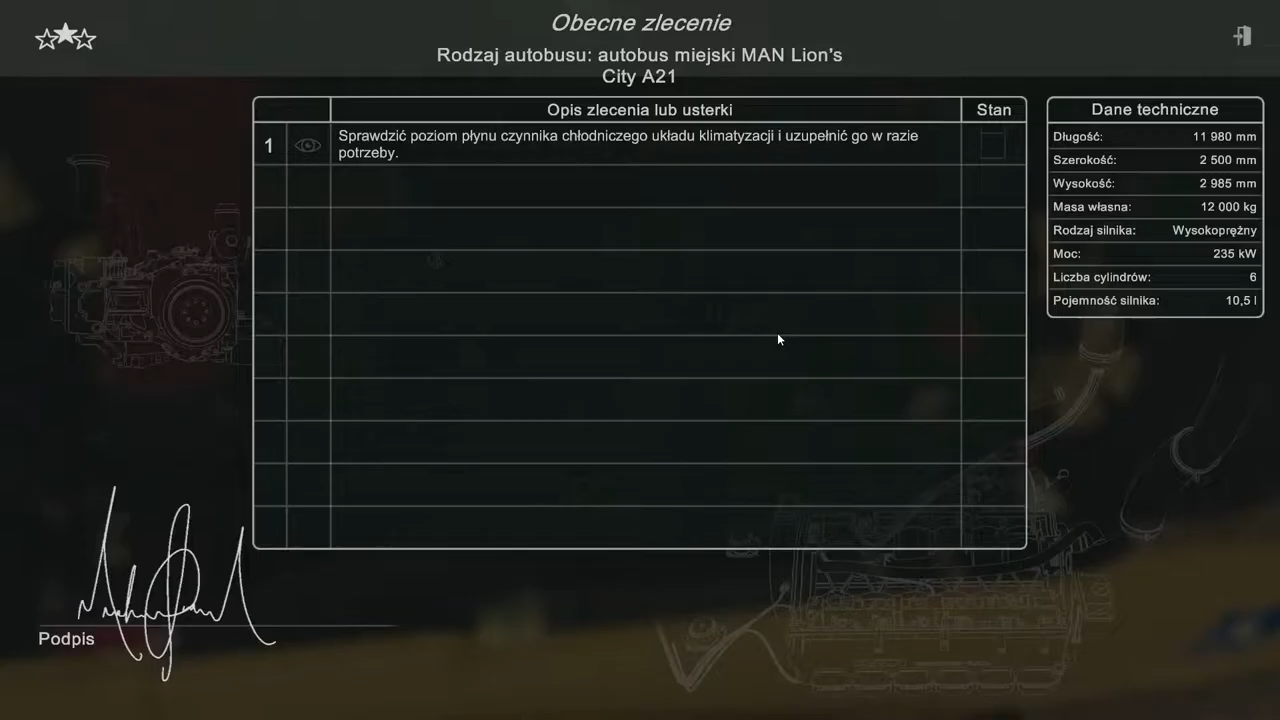 Obecne zlecenie
Rodzaj autobusu: autobus miejski MAN Lion's
City A21
Opis zlecenia lub usterki
Stan
1
Sprawdzić poziom płynu czynnika chłodniczego układu klimatyzacji i uzupełnić go w razie
potrzeby.
Dane techniczne
Długość: 11 980 mm
Szerokość: 2 500 mm
Wysokość: 2 985 mm
Masa własna: 12 000 kg
Rodzaj silnika: Wysokoprężny
Moc: 235 kW
Liczba cylindrów: 6
Pojemność silnika: 10,5 l
Podpis